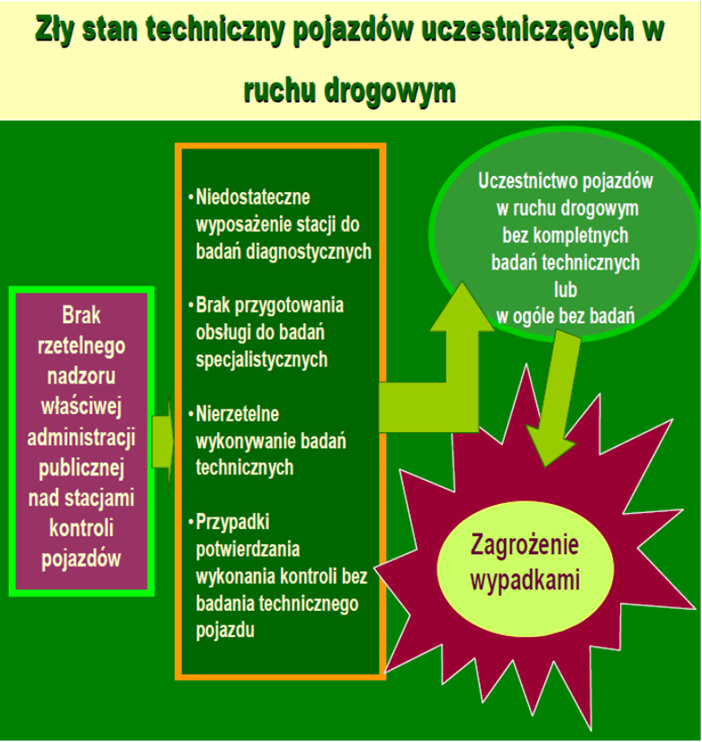 Zły stan techniczny pojazdów uczestniczących w
ruchu drogowym
Brak
rzetelnego
nadzoru
właściwej
administracji
publicznej
nad stacjami
kontroli
pojazdów
•Niedostateczne
wyposażenie stacji do
badań diagnostycznych
•Brak przygotowania
obsługi do badań
specjalistycznych
•Nierzetelne
wykonywanie badań
technicznych
•Przypadki
potwierdzania
wykonania kontroli bez
badania technicznego
pojazdu
Uczestnictwo pojazdów
w ruchu drogowym
bez kompletnych
badań technicznych
lub
w ogóle bez badań
Zagrożenie
wypadkami